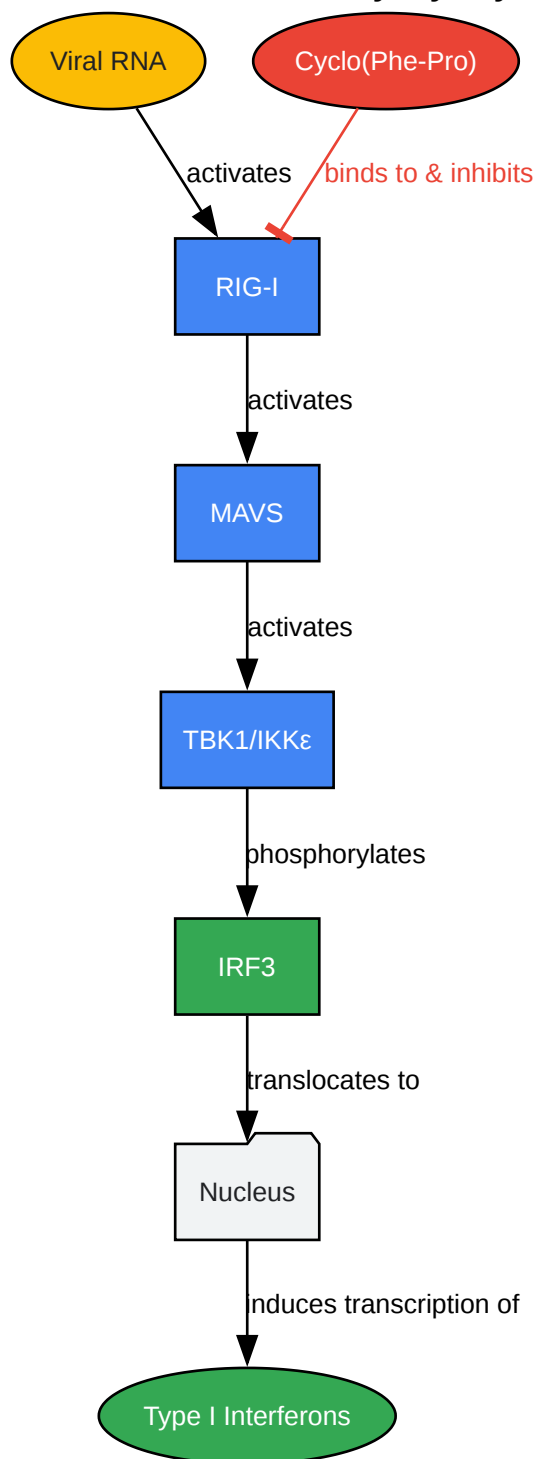 Viral RNA
Cyclo(Phe-Pro)
activates
binds to & inhibits
RIG-I
activates
MAVS
activates
TBK1/IKKε
phosphorylates
IRF3
translocates to
Nucleus
induces transcription of
Type I Interferons